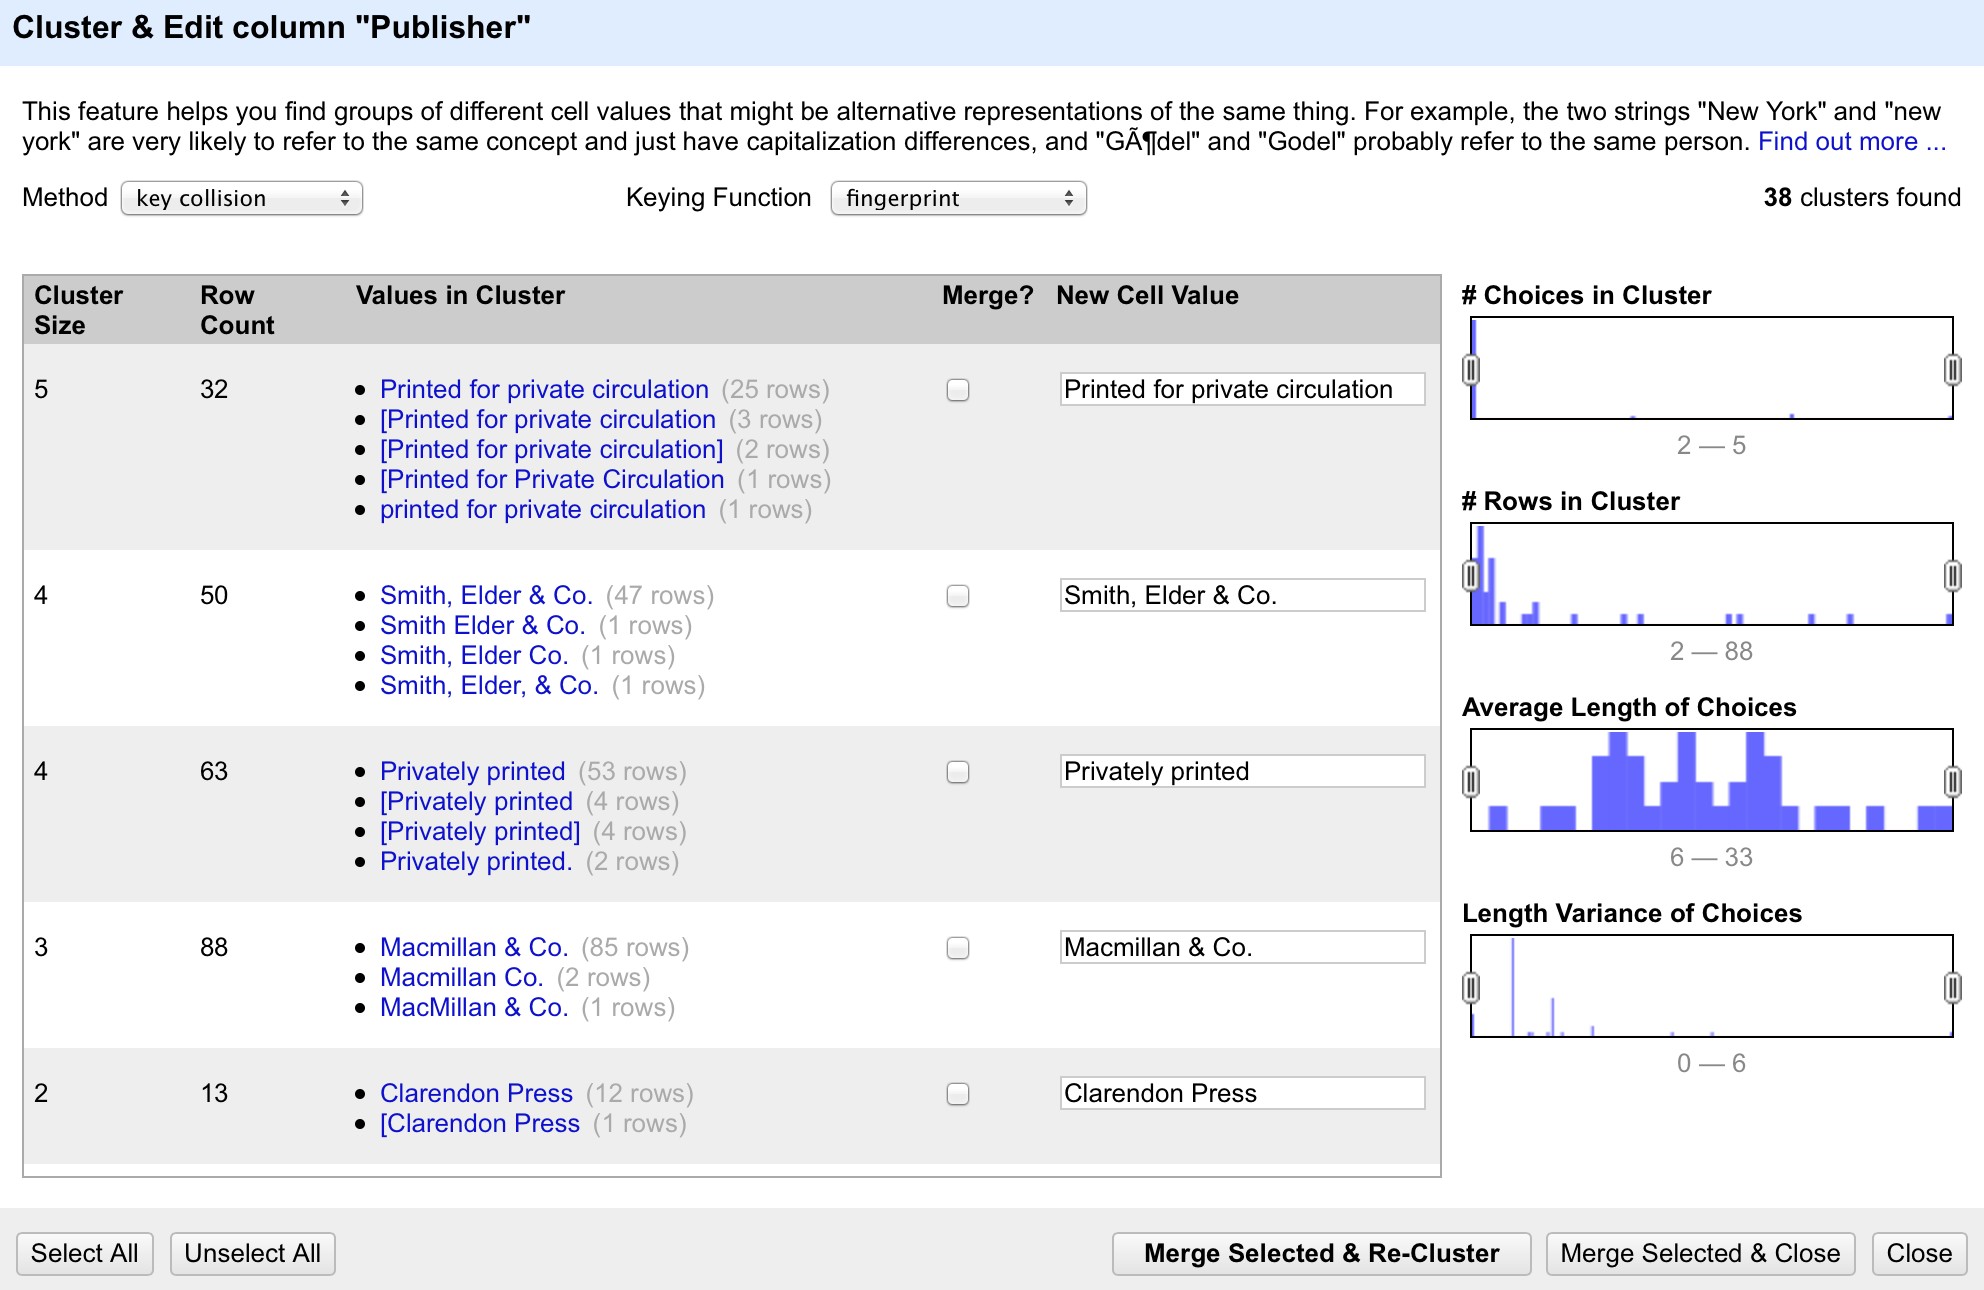 Cluster & Edit column "Publisher"
This feature helps you find groups of different cell values that might be alternative representations of the same thing. For example, the two strings "New York" and "new
york" are very likely to refer to the same concept and just have capitalization differences, and "GÃ¶del" and "Godel" probably refer to the same person. Find out more ...
Method key collision Keying Function fingerprint 38 clusters found
Cluster Size Row Count Values in Cluster Merge? New Cell Value
5 32 Printed for private circulation (25 rows) Printed for private circulation
[Printed for private circulation (3 rows)
[Printed for private circulation] (2 rows)
[Printed for Private Circulation (1 rows)
printed for private circulation (1 rows)
4 50 Smith, Elder & Co. (47 rows) Smith, Elder & Co.
Smith Elder & Co. (1 rows)
Smith, Elder Co. (1 rows)
Smith, Elder, & Co. (1 rows)
4 63 Privately printed (53 rows) Privately printed
[Privately printed (4 rows)
[Privately printed] (4 rows)
Privately printed. (2 rows)
3 88 Macmillan & Co. (85 rows) Macmillan & Co.
Macmillan Co. (2 rows)
MacMillan & Co. (1 rows)
2 13 Clarendon Press (12 rows) Clarendon Press
[Clarendon Press (1 rows)
# Choices in Cluster
2 — 5
# Rows in Cluster
2 — 88
Average Length of Choices
6 — 33
Length Variance of Choices
0 — 6
Select All Unselect All Merge Selected & Re-Cluster Merge Selected & Close Close